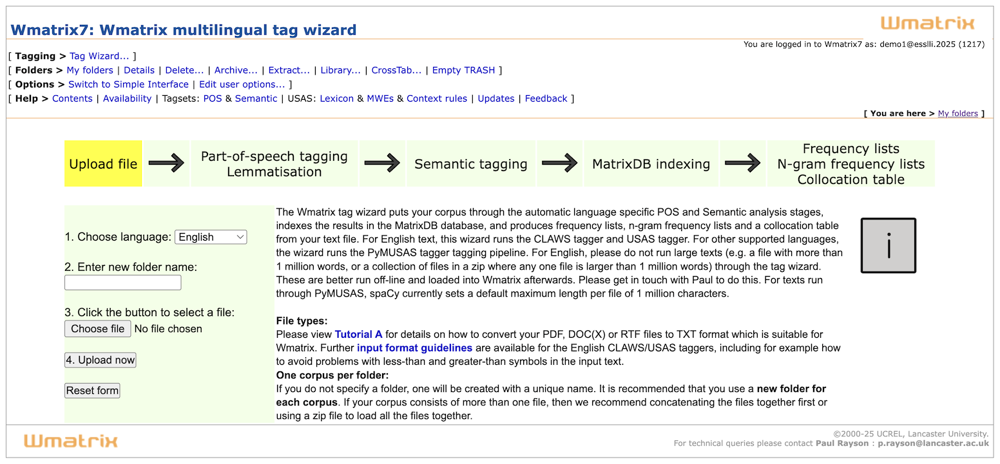 Wmatrix7: Wmatrix multilingual tag wizard
Wmatrix
You are logged in to Wmatrix7 as: demo1@esslli.2025 (1217)
[ Tagging > Tag Wizard... ]
[ Folders > My folders | Details | Delete... | Archive... | Extract... | Library... | CrossTab... | Empty TRASH ]
[ Options > Switch to Simple Interface | Edit user options... ]
[ Help > Contents | Availability | Tagsets: POS & Semantic | USAS: Lexicon & MWEs & Context rules | Updates | Feedback ]
[ You are here > My folders ]
Upload file
Part-of-speech tagging
Lemmatisation
Semantic tagging
MatrixDB indexing
Frequency lists
N-gram frequency lists
Collocation table
1. Choose language: English
2. Enter new folder name:
3. Click the button to select a file:
Choose file No file chosen
4. Upload now
Reset form
The Wmatrix tag wizard puts your corpus through the automatic language specific POS and Semantic analysis stages,
indexes the results in the MatrixDB database, and produces frequency lists, n-gram frequency lists and a collocation table
from your text file. For English text, this wizard runs the CLAWS tagger and USAS tagger. For other supported languages,
the wizard runs the PyMUSAS tagger tagging pipeline. For English, please do not run large texts (e.g. a file with more than
1 million words, or a collection of files in a zip where any one file is larger than 1 million words) through the tag wizard.
These are better run off-line and loaded into Wmatrix afterwards. Please get in touch with Paul to do this. For texts run
through PyMUSAS, spaCy currently sets a default maximum length per file of 1 million characters.
File types:
Please view Tutorial A for details on how to convert your PDF, DOC(X) or RTF files to TXT format which is suitable for
Wmatrix. Further input format guidelines are available for the English CLAWS/USAS taggers, including for example how
to avoid problems with less-than and greater-than symbols in the input text.
One corpus per folder:
If you do not specify a folder, one will be created with a unique name. It is recommended that you use a new folder for
each corpus. If your corpus consists of more than one file, then we recommend concatenating the files together first or
using a zip file to load all the files together.
i
Wmatrix
©2000-25 UCREL, Lancaster University.
For technical queries please contact Paul Rayson : p.rayson@lancaster.ac.uk